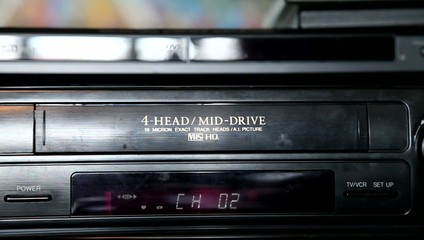 4-HEAD/MID-DRIVE
19 MICRON EXACT TRACK HEADS/A.I. PICTURE
VHS HQ
POWER
TV/VCR SET UP
CH 02